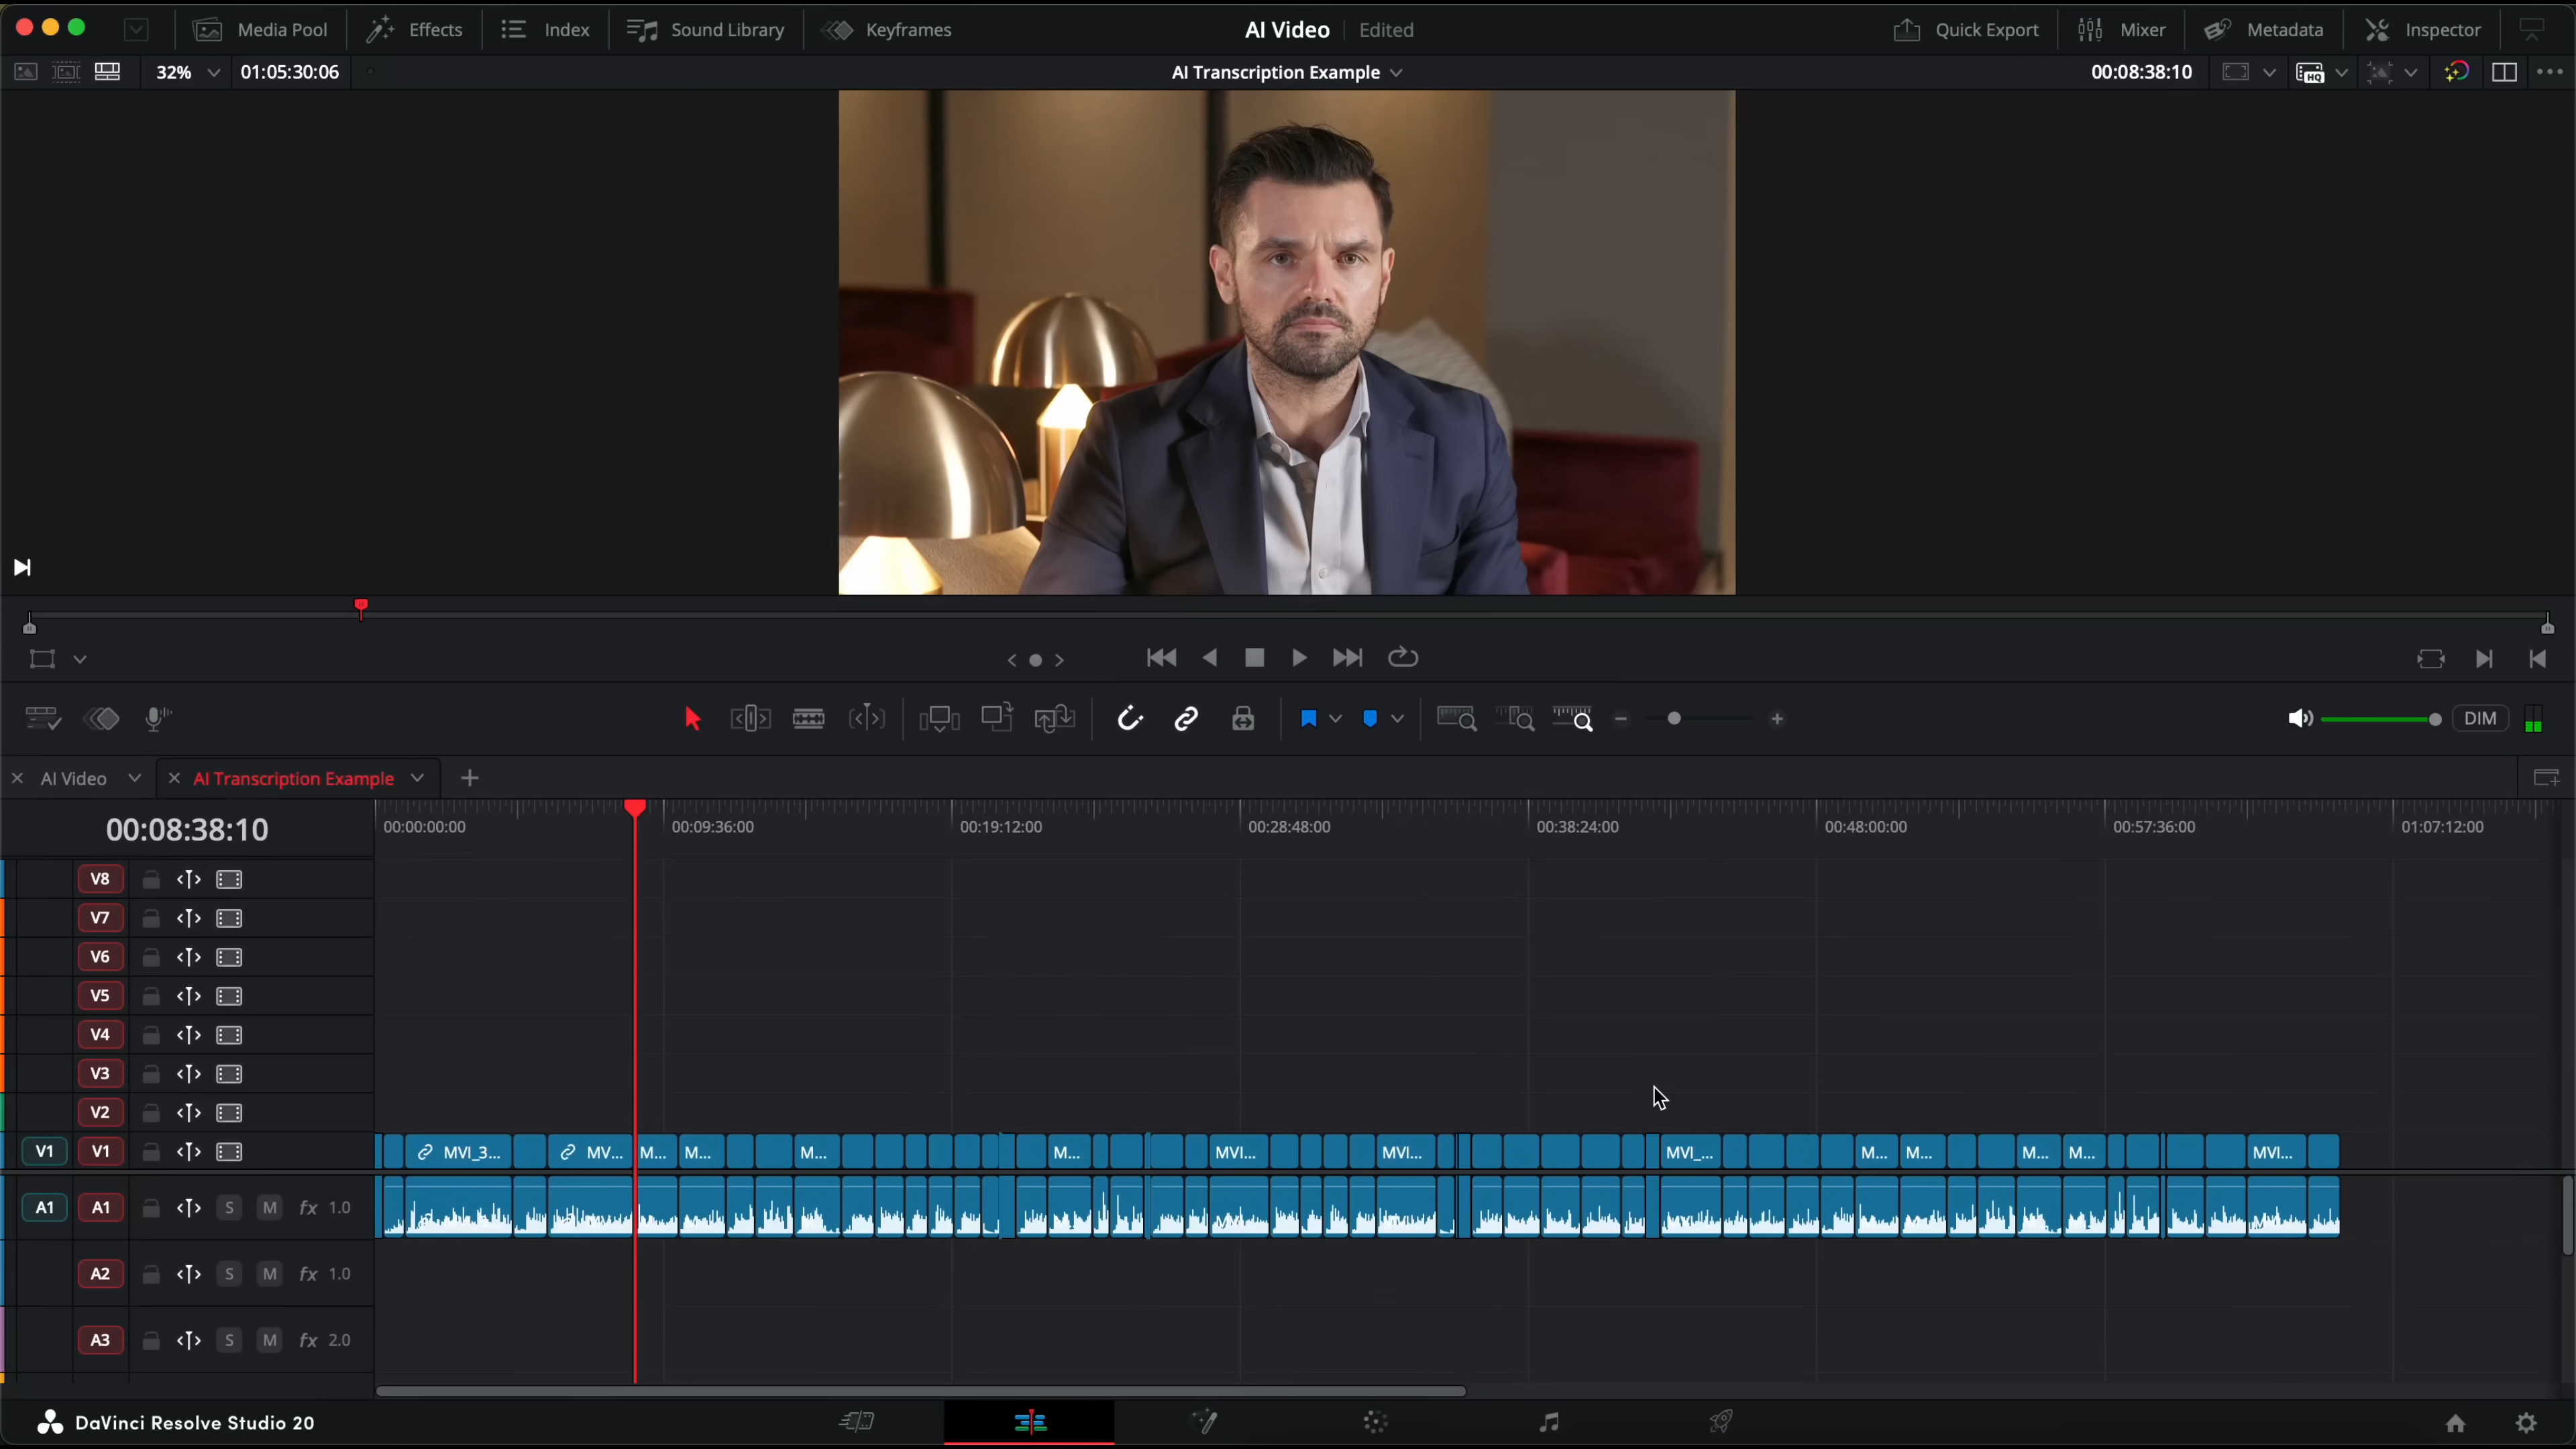 Media Pool Effects Index Sound Library Keyframes AI Video Edited Quick Export Mixer Metadata Inspector
32% 01:05:30:06 AI Transcription Example 00:08:38:10 HQ
DIM
AI Video AI Transcription Example
00:08:38:10 00:00:00:00 00:09:36:00 00:19:12:00 00:28:48:00 00:38:24:00 00:48:00:00 00:57:36:00 01:07:12:00
V8
V7
V6
V5
V4
V3
V2
V1 V1 MVI_3... MV... M... M... M... M... MVI... MVI... MVI_... M... M... M... M... MVI...
A1 A1 S M fx 1.0
A2 S M fx 1.0
A3 S M fx 2.0
DaVinci Resolve Studio 20